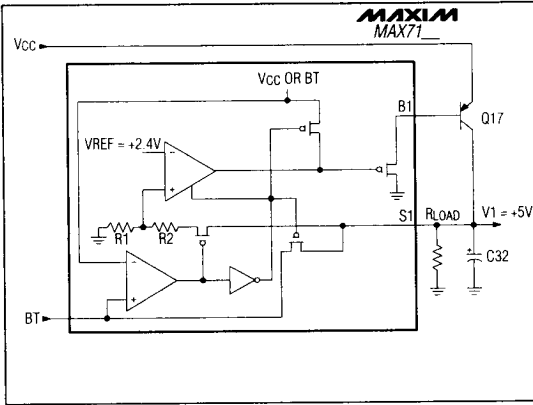 MAXIM
MAX71__
VCC
VCC OR BT
B1
Q17
VREF = +2.4V
S1
RLOAD
V1 = +5V
R1
R2
C32
BT